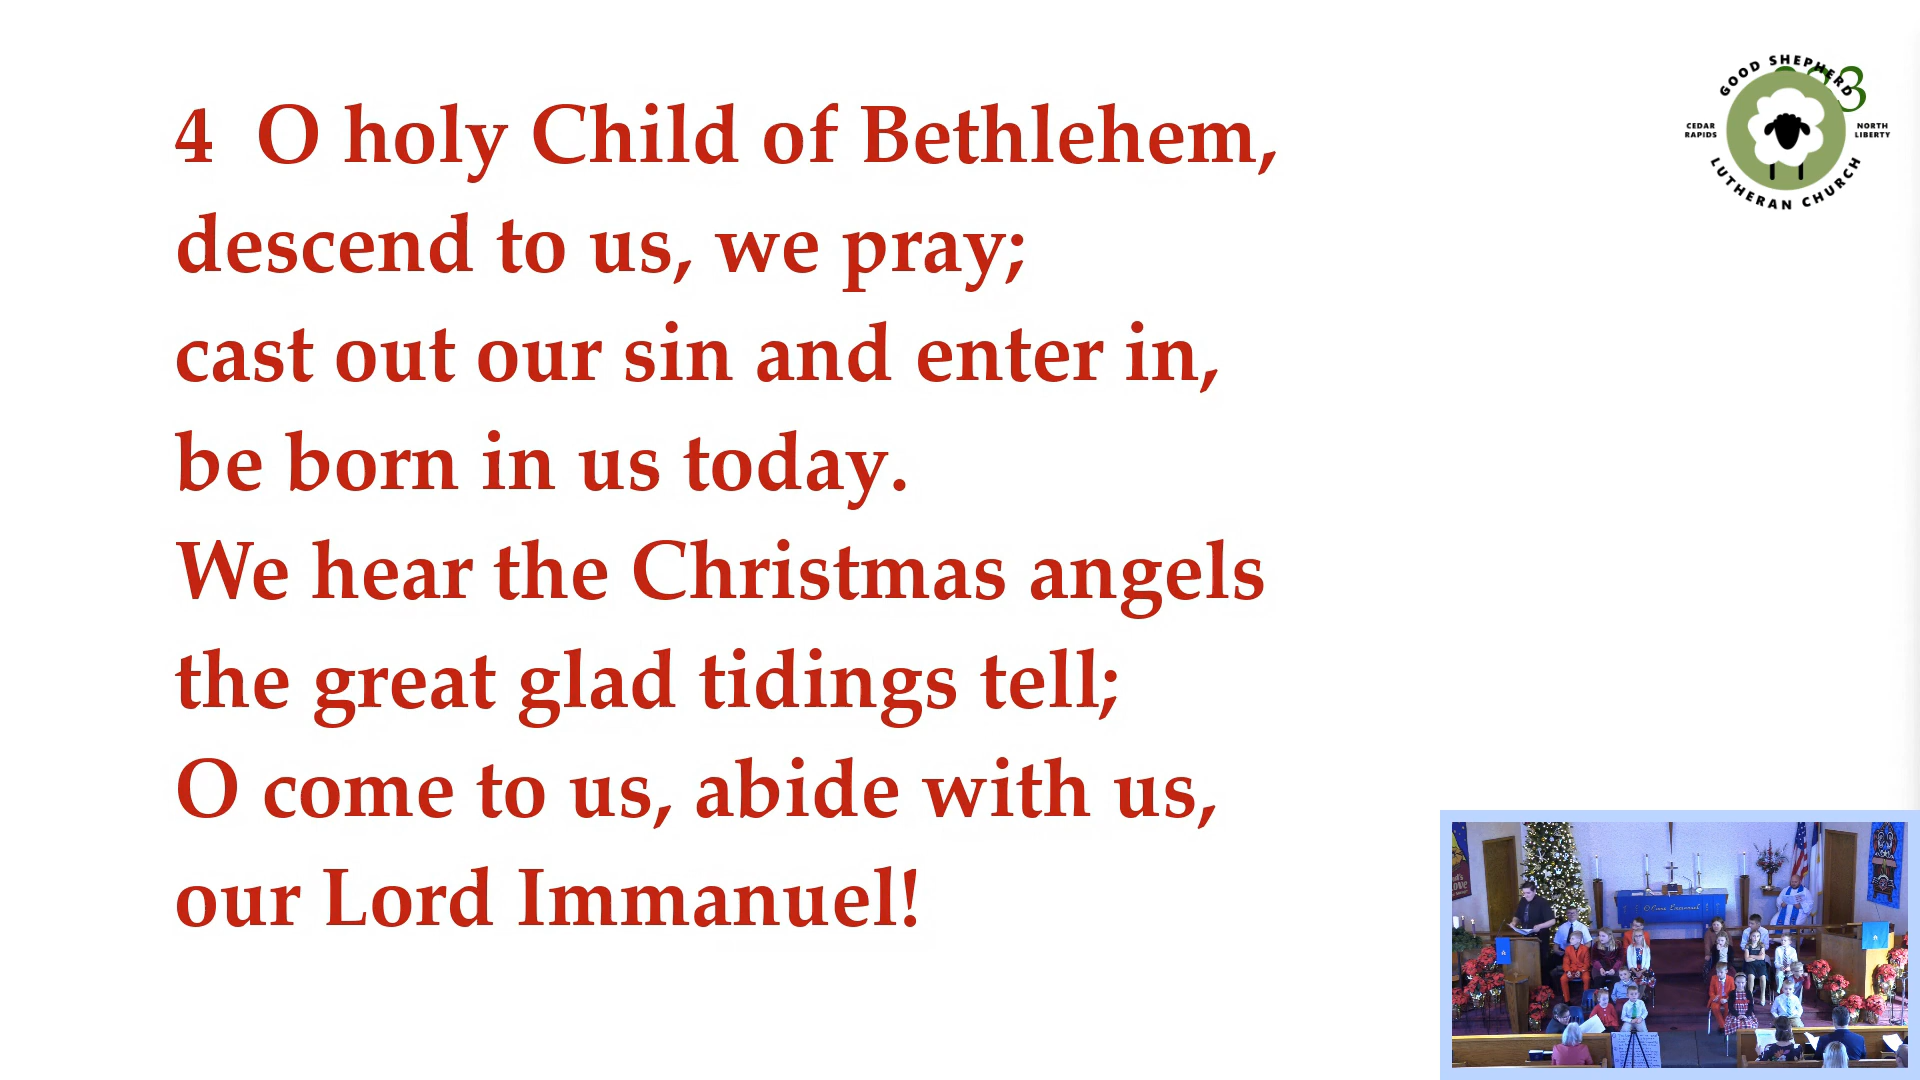 4 O holy Child of Bethlehem,
descend to us, we pray;
cast out our sin and enter in,
be born in us today.
We hear the Christmas angels
the great glad tidings tell;
O come to us, abide with us,
our Lord Immanuel!
GOOD SHEPHERD
CEDAR RAPIDS
NORTH LIBERTY
LUTHERAN CHURCH